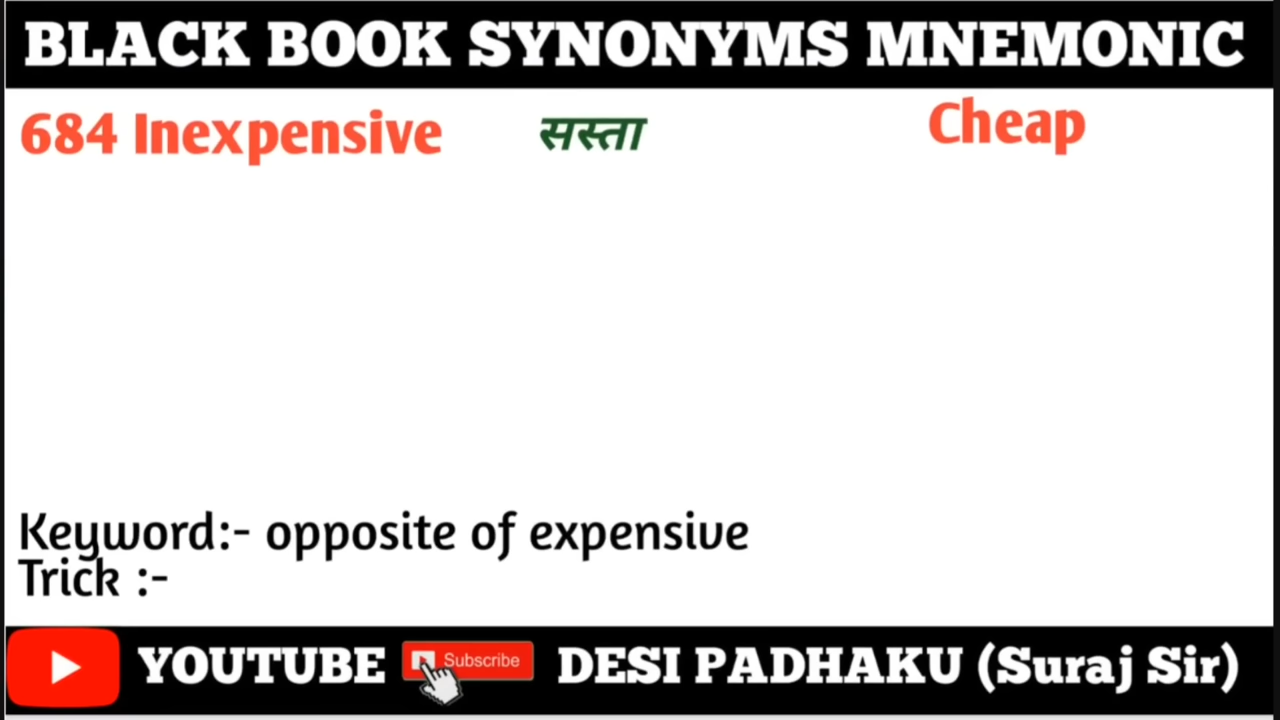 BLACK BOOK SYNONYMS MNEMONIC
684 Inexpensive सस्ता Cheap
Keyword:- opposite of expensive
Trick :-
YOUTUBE Subscribe DESI PADHAKU (Suraj Sir)